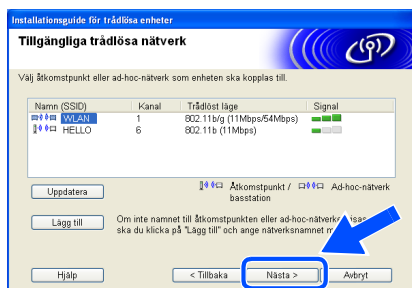 Installationsguide för trådlösa enheter
Tillgängliga trådlösa nätverk
Välj åtkomstpunkt eller ad-hoc-nätverk som enheten ska kopplas till.
Namn (SSID) Kanal Trådlöst läge Signal
WLAN 1 802.11b/g (11Mbps/54Mbps)
HELLO 6 802.11b (11Mbps)
Uppdatera
Åtkomstpunkt / basstation
Ad-hoc-nätverk
Lägg till
Om inte namnet till åtkomstpunkten eller ad-hoc-nätverket
ska du klicka på "Lägg till" och ange nätverksnamnet
Hjälp < Tillbaka Nästa > Avbryt